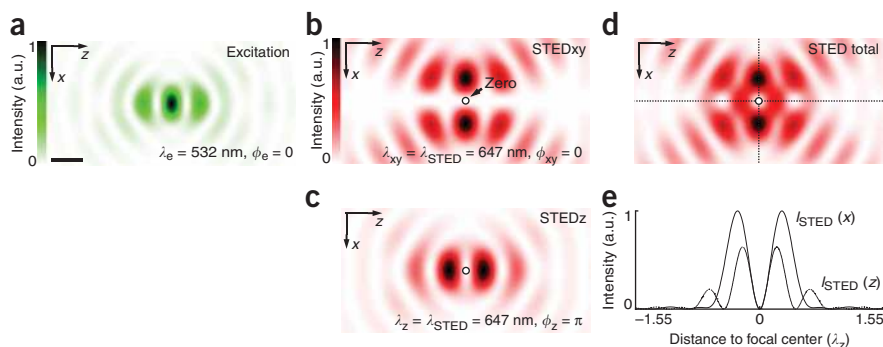 a
z
x
Excitation
Intensity (a.u.)
1
0
λe = 532 nm, ϕe = 0
b
z
x
STEDxy
Zero
Intensity (a.u.)
1
0
λxy = λSTED = 647 nm, ϕxy = 0
c
z
x
STEDz
λz = λSTED = 647 nm, ϕz = π
d
STED total
e
Intensity (a.u.)
1
0
ISTED (x)
ISTED (z)
−1.55
0
1.55
Distance to focal center (λz)